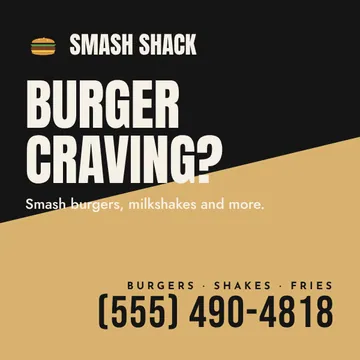 SMASH SHACK
BURGER
CRAVING?
Smash burgers, milkshakes and more.
BURGERS · SHAKES · FRIES
(555) 490-4818